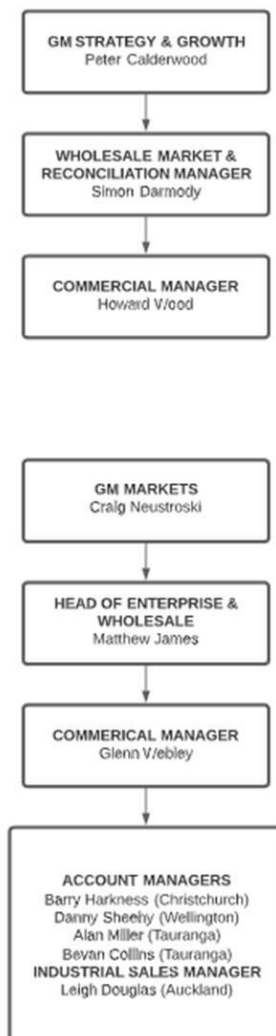 GM STRATEGY & GROWTH
Peter Calderwood
WHOLESALE MARKET &
RECONCILIATION MANAGER
Simon Darmody
COMMERCIAL MANAGER
Howard Wood
GM MARKETS
Craig Neustroski
HEAD OF ENTERPRISE &
WHOLESALE
Matthew James
COMMERICAL MANAGER
Glenn Webley
ACCOUNT MANAGERS
Barry Harkness (Christchurch)
Danny Sheehy (Wellington)
Alan Miller (Tauranga)
Bevan Collins (Tauranga)
INDUSTRIAL SALES MANAGER
Leigh Douglas (Auckland)